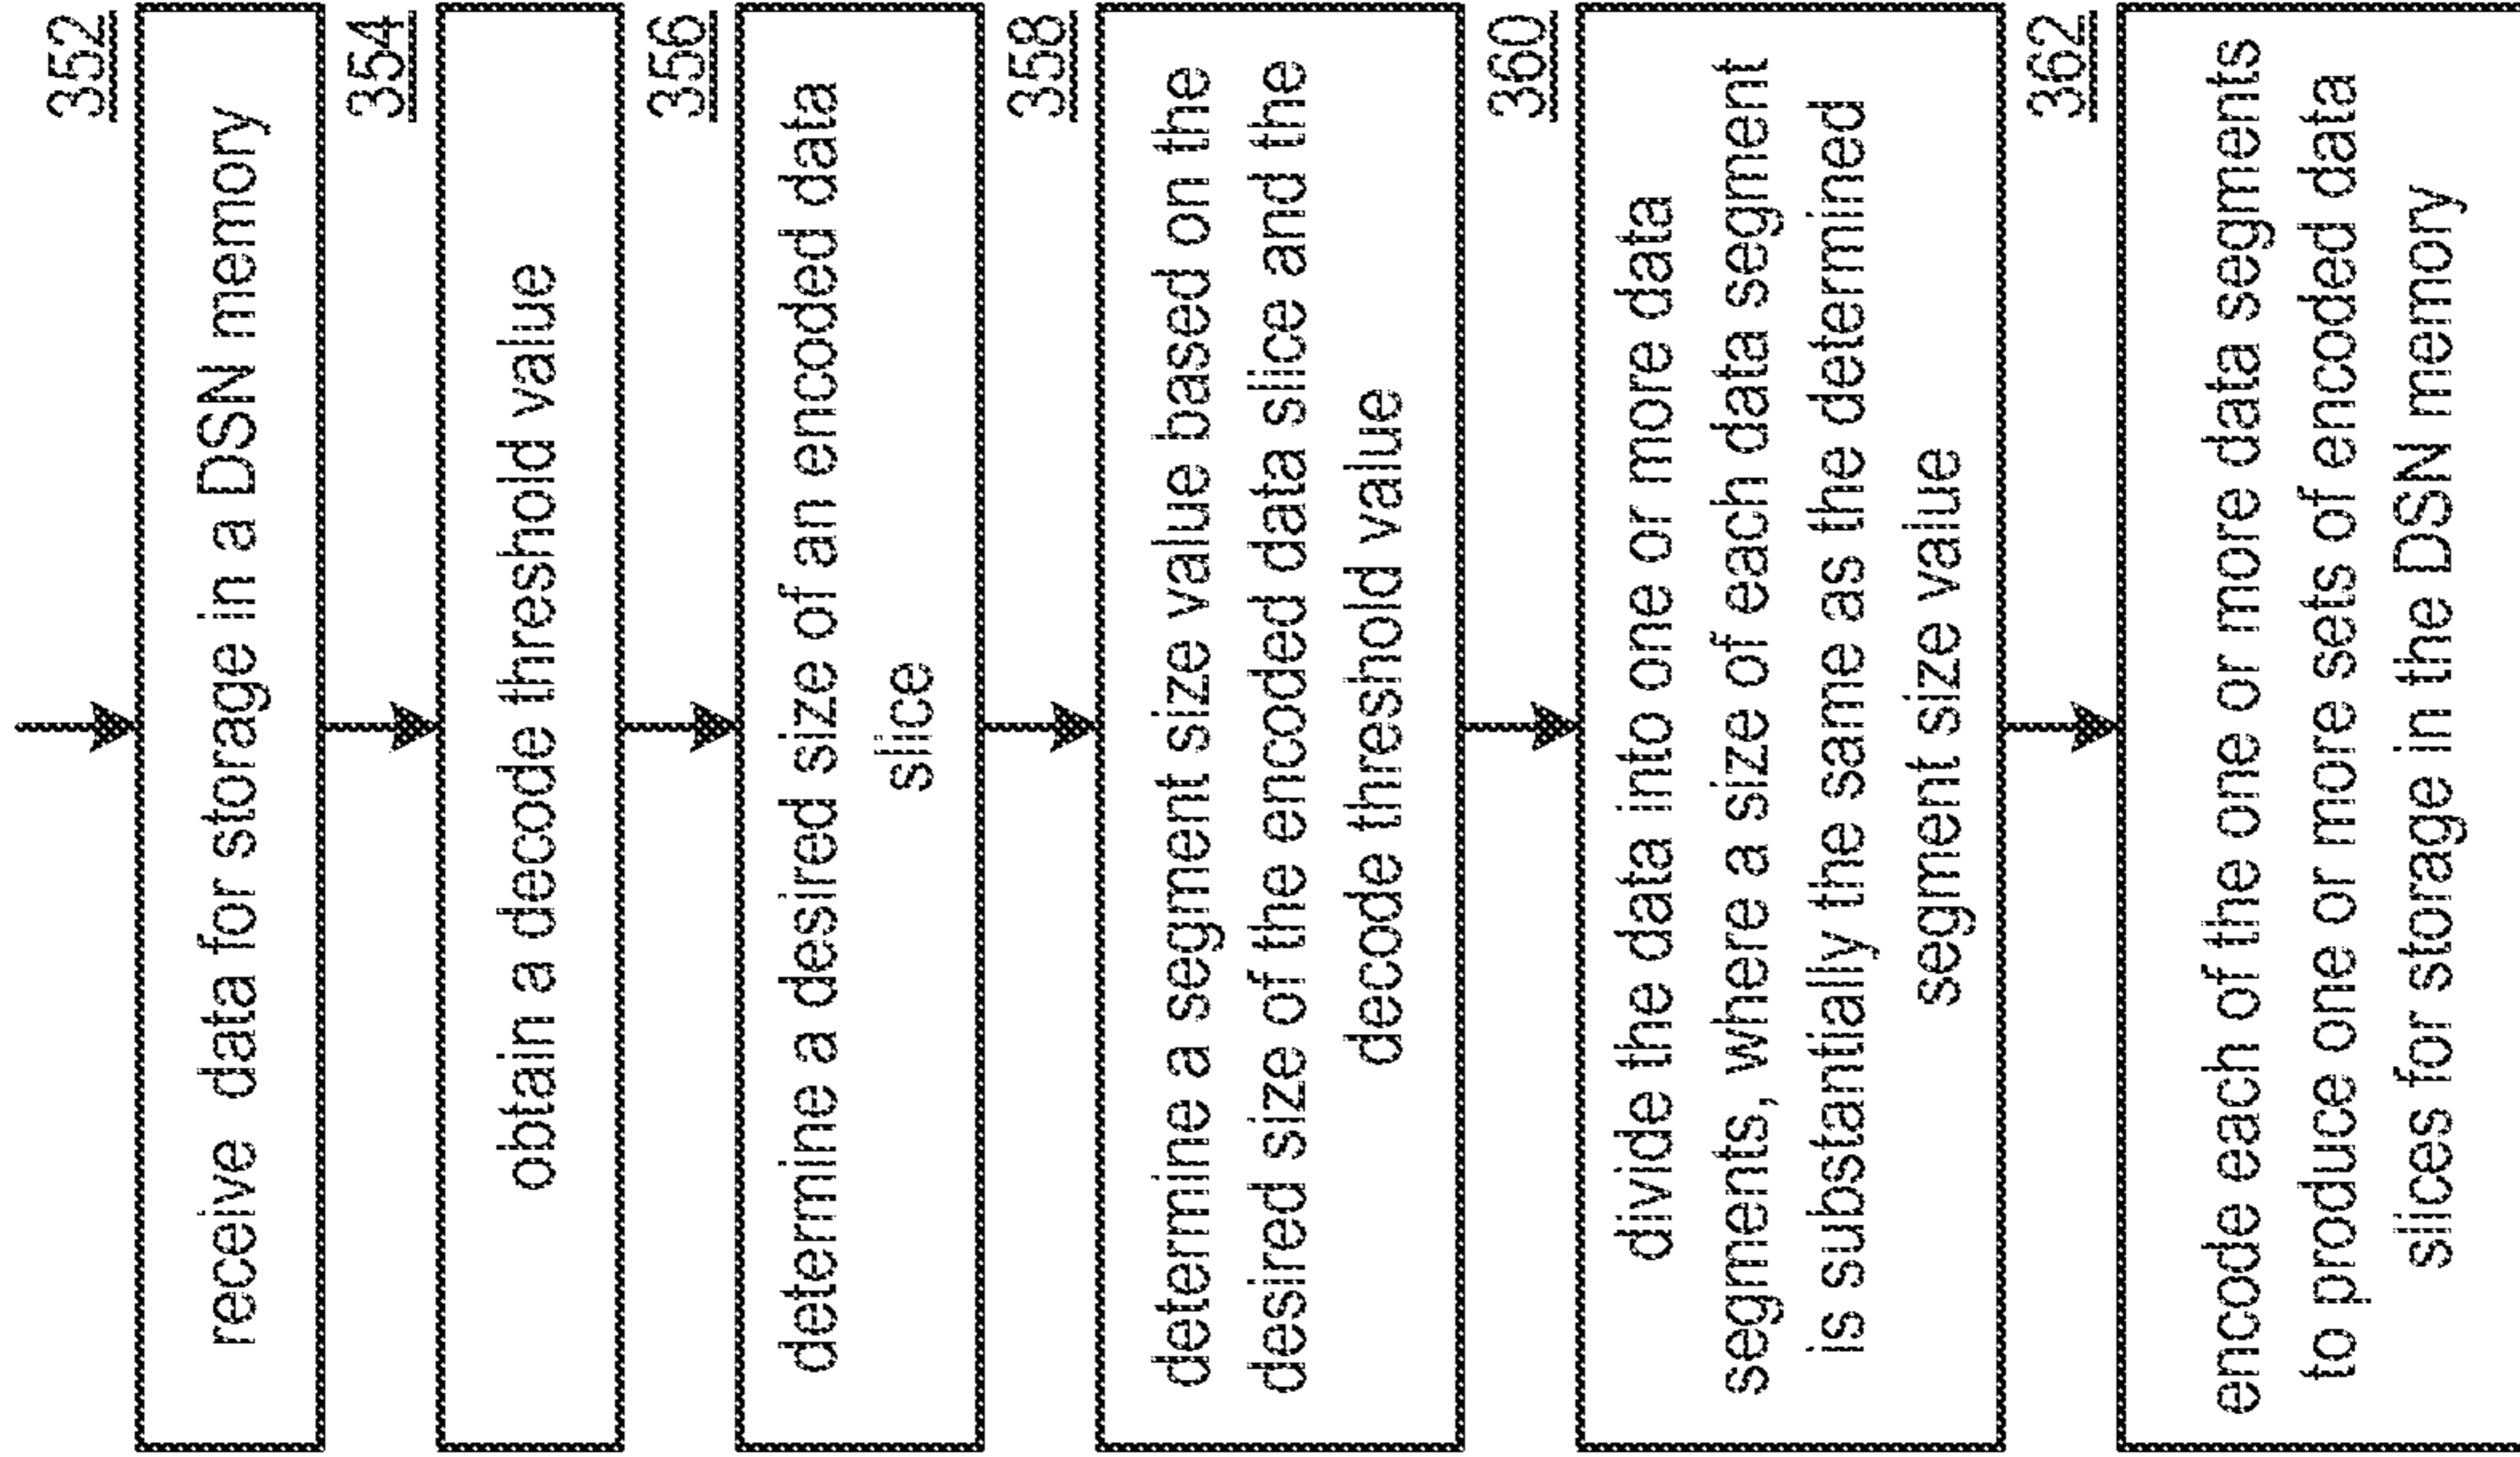 352
receive  data for storage in a DSN memory
354
obtain a decode threshold value
356
determine a desired size of an encoded data
slice
358
determine a segment size value based on the
desired size of the encoded data slice and the
decode threshold value
360
divide the data into one or more data
segments, where a size of each data segment
is substantially the same as the determined
segment size value
362
encode each of the one or more data segments
to produce one or more sets of encoded data
slices for storage in the DSN memory